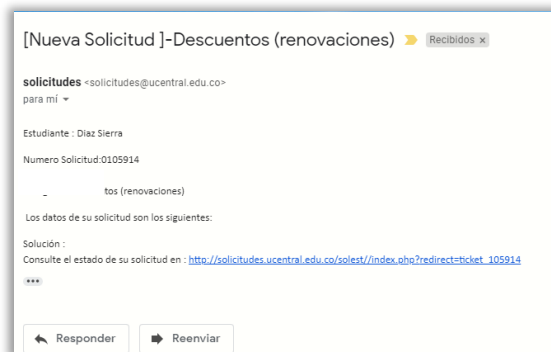 [Nueva Solicitud ]-Descuentos (renovaciones) Recibidos x
solicitudes <solicitudes@ucentral.edu.co>
para mí
Estudiante : Diaz Sierra
Numero Solicitud:0105914
tos (renovaciones)
Los datos de su solicitud son los siguientes:
Solución :
Consulte el estado de su solicitud en : http://solicitudes.ucentral.edu.co/solest//index.php?redirect=ticket_105914
Responder Reenviar